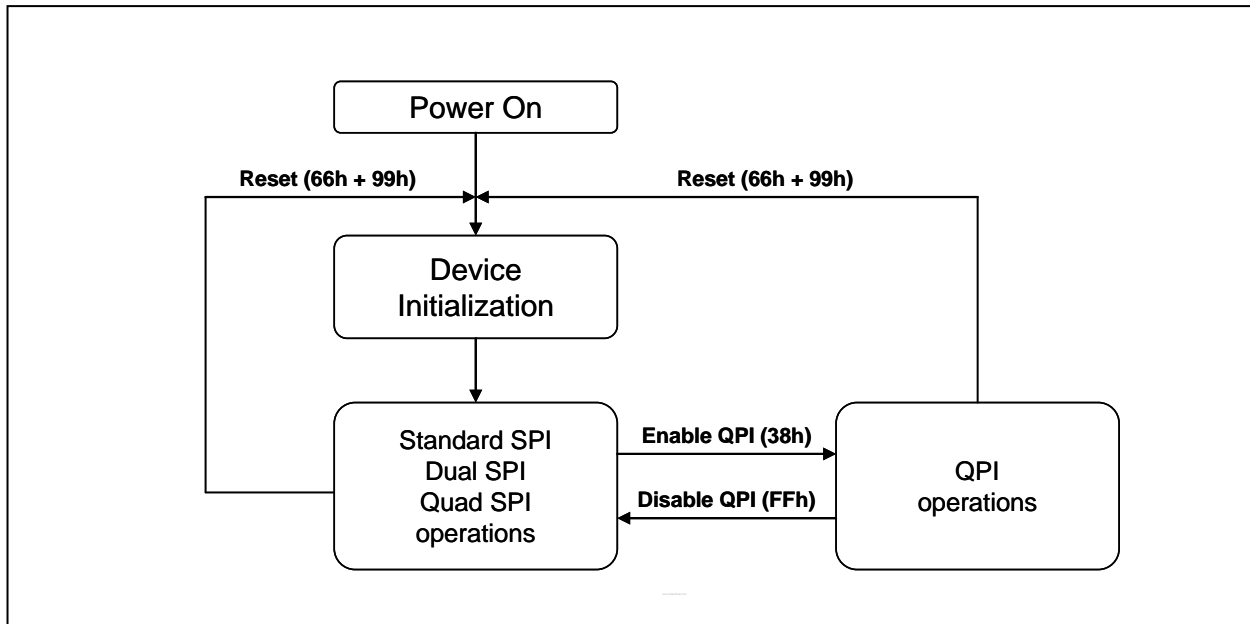 Power On
Reset (66h + 99h)
Reset (66h + 99h)
Device
Initialization
Standard SPI
Dual SPI
Quad SPI
operations
Enable QPI (38h)
Disable QPI (FFh)
QPI
operations